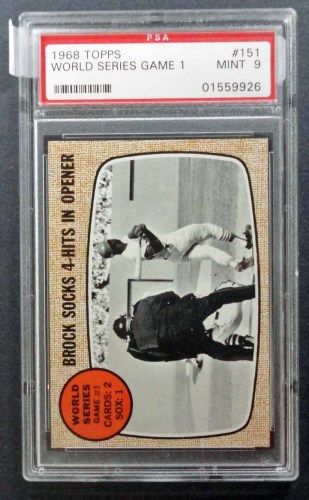 PSA
1968 TOPPS #151
WORLD SERIES GAME 1 MINT 9
01559926
BROCK SOCKS 4-HITS IN OPENER
WORLD
SERIES
GAME #1
CARDS: 2
SOX: 1